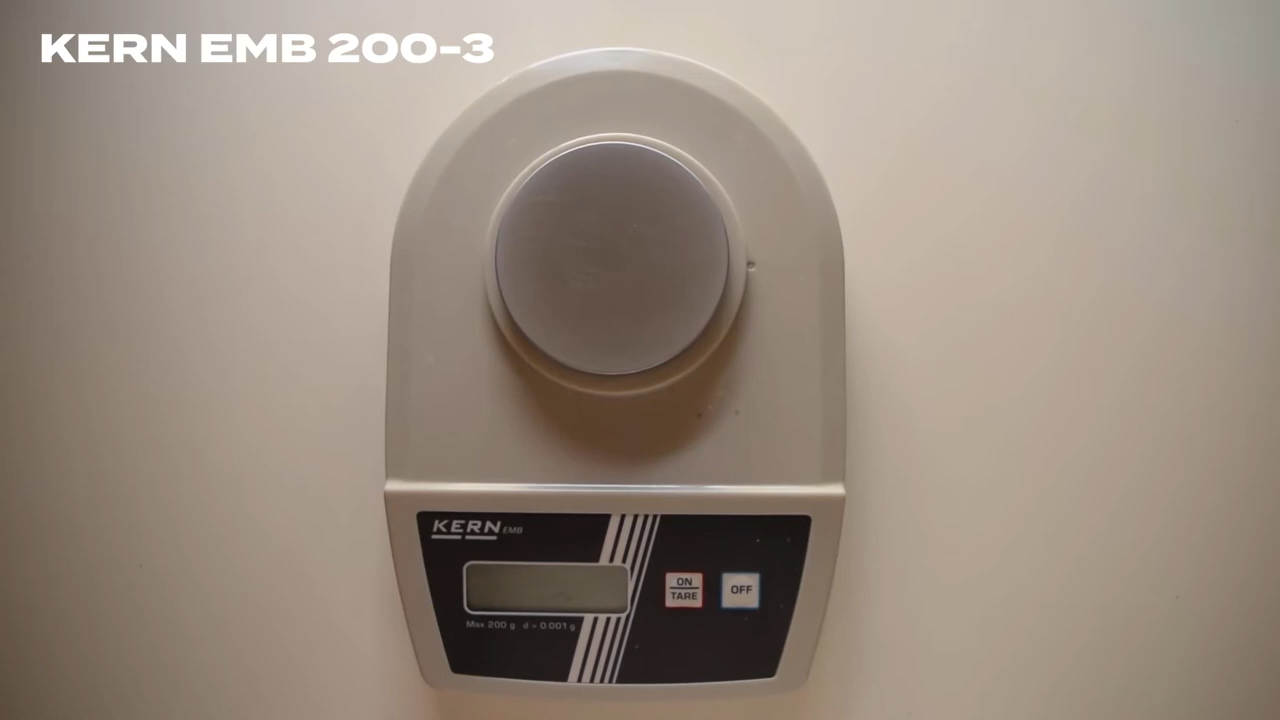 KERN EMB 200-3
KERN EMB
ON
TARE
OFF
Max 200 g d = 0.001 g